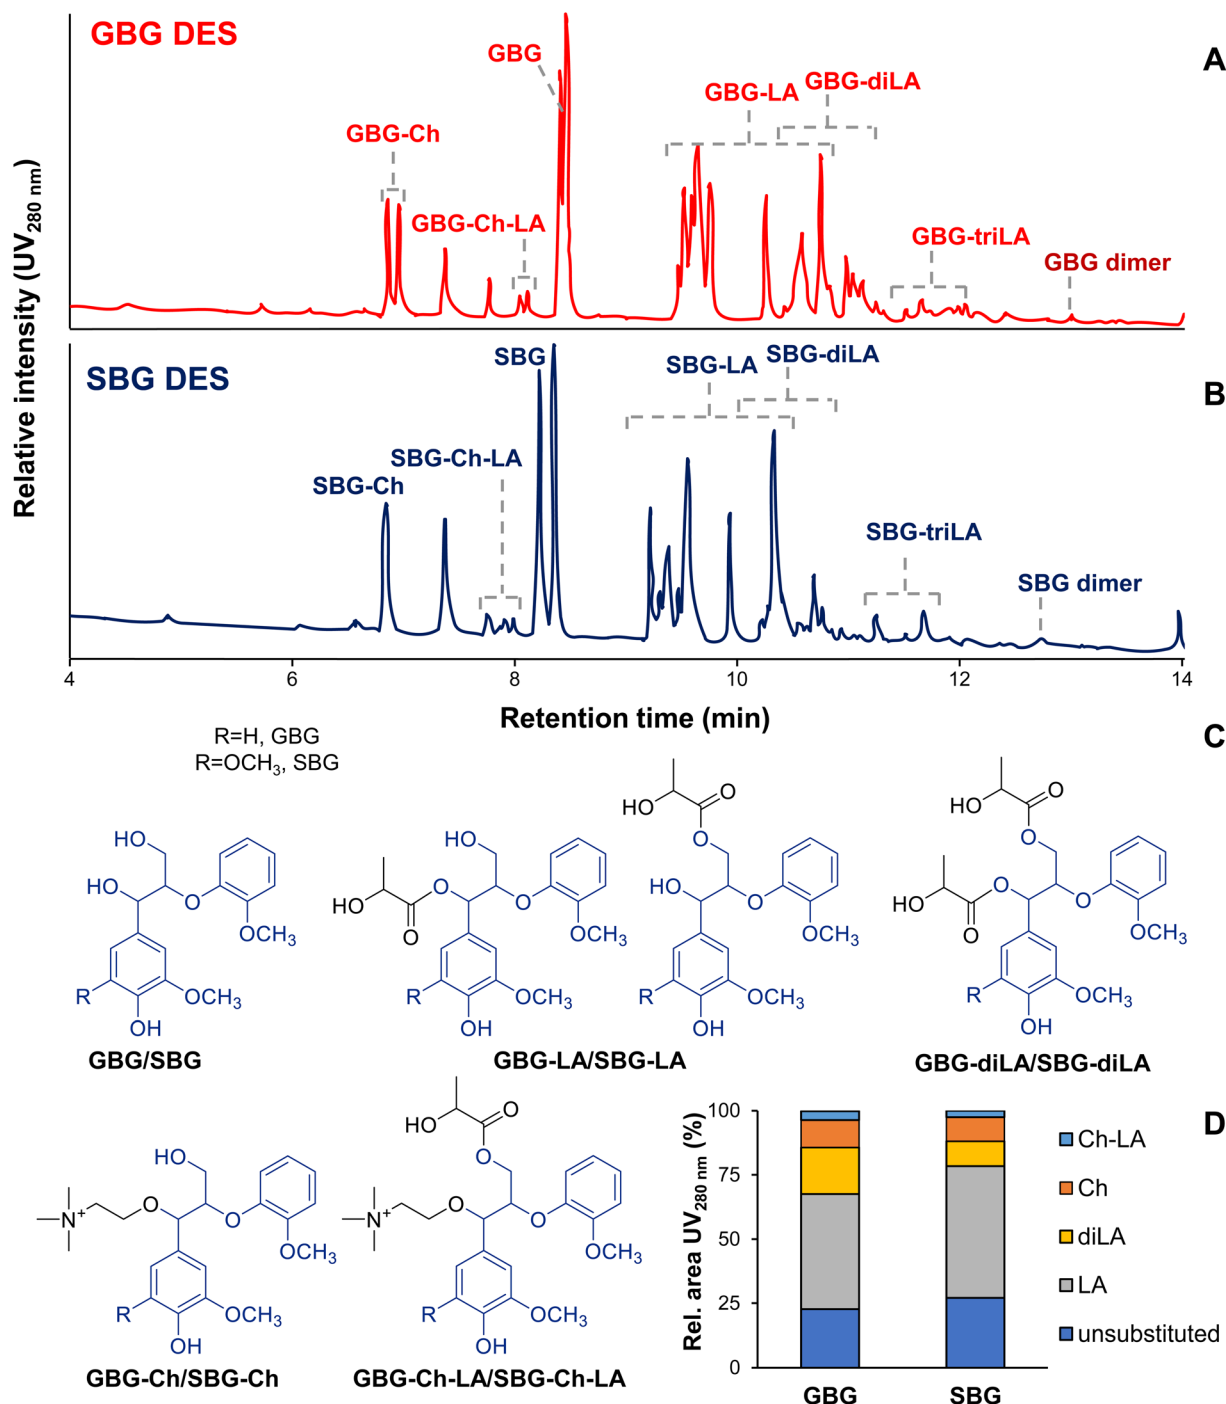 GBG DES
A
GBG
GBG-diLA
GBG-LA
GBG-Ch
GBG-Ch-LA
GBG-triLA
GBG dimer
Relative intensity (UV280 nm)
SBG DES
B
SBG
SBG-diLA
SBG-LA
SBG-Ch-LA
SBG-Ch
SBG-triLA
SBG dimer
4 6 8 10 12 14
Retention time (min)
C
R=H, GBG
R=OCH3, SBG
HO
HO
O
OCH3
R
OCH3
OH
GBG/SBG
HO
O
HO
O
O
OCH3
R
OCH3
OH
HO
O
O
HO
O
OCH3
R
OCH3
OH
GBG-LA/SBG-LA
HO
O
O
O
HO
O
O
OCH3
R
OCH3
OH
GBG-diLA/SBG-diLA
HO
O
N+
O
OCH3
R
OCH3
OH
GBG-Ch/SBG-Ch
HO
O
O
O
N+
O
OCH3
R
OCH3
OH
GBG-Ch-LA/SBG-Ch-LA
D
Rel. area UV280 nm (%)
100
75
50
25
0
GBG SBG
Ch-LA
Ch
diLA
LA
unsubstituted